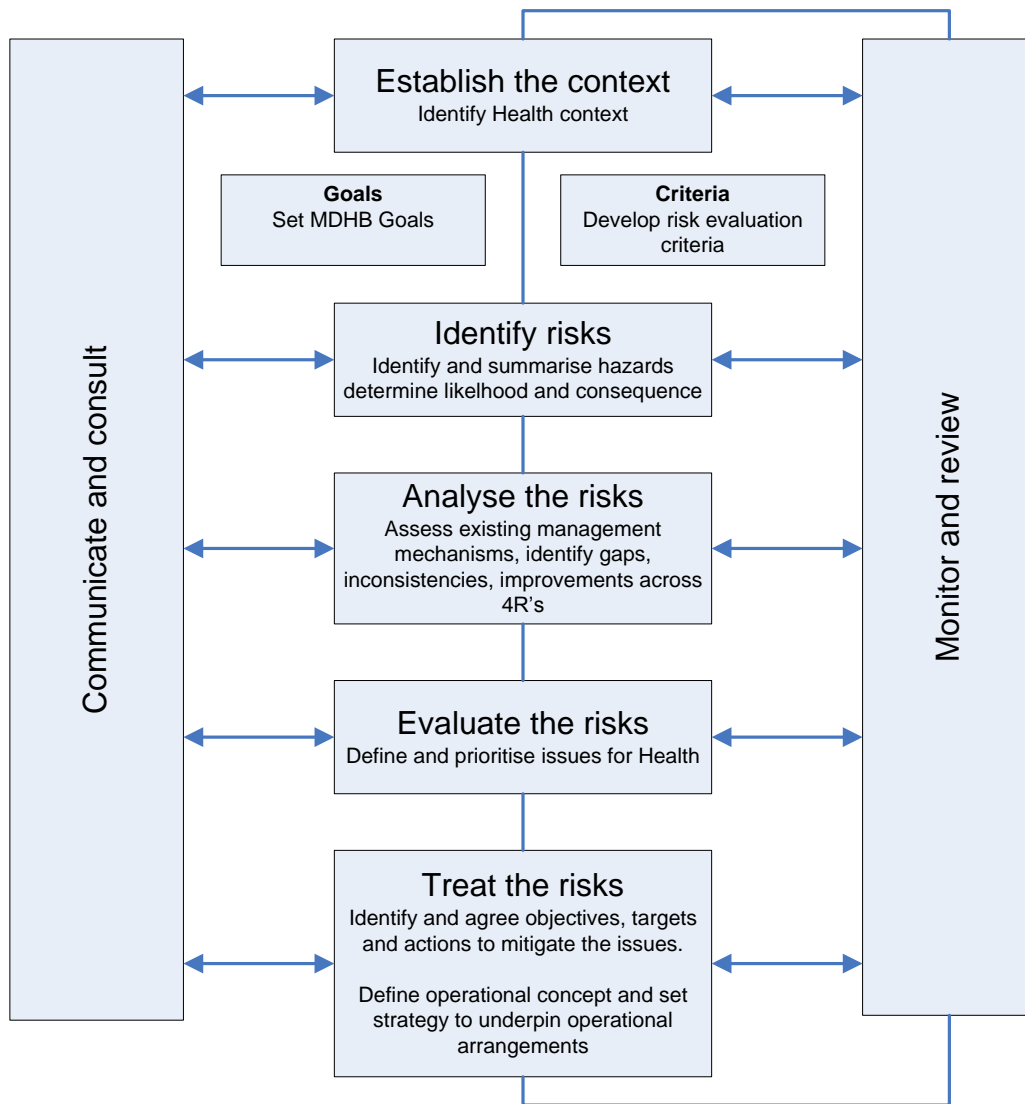 Establish the context
Identify Health context
Goals
Set MDHB Goals
Criteria
Develop risk evaluation
criteria
Identify risks
Identify and summarise hazards
determine likelhood and consequence
Analyse the risks
Assess existing management
mechanisms, identify gaps,
inconsistencies, improvements across
4R’s
Evaluate the risks
Define and prioritise issues for Health
Treat the risks
Identify and agree objectives, targets
and actions to mitigate the issues.
Define operational concept and set
strategy to underpin operational
arrangements
Communicate and consult
Monitor and review